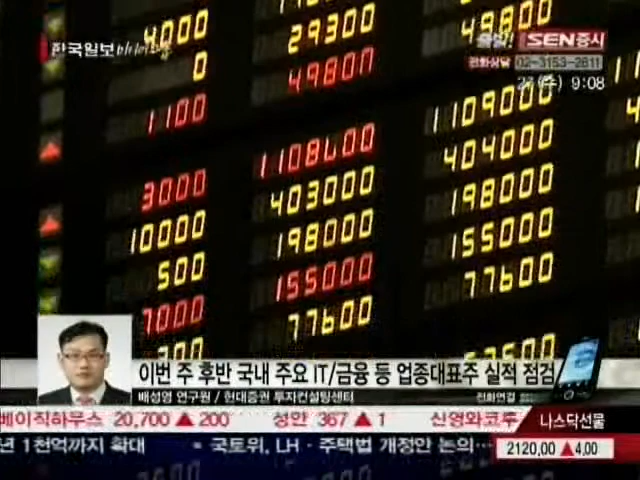 한국일보
4000 29300 49800
SEN증시
0 49800
전화상담 02-3153-2611
9:08
1100
1108600 1109000
3000 403000 404000
10000 198000 198000
500 155000 155000
7000 77600 77600
이번 주 후반 국내 주요 IT/금융 등 업종대표주 실적 점검
배성영 연구원 / 현대증권 투자컨설팅센터
전화연결
베이직하우스 20,700 ▲ 200 성안 367 ▲ 1 신영와코루
나스닥선물
년 1천억까지 확대 국토위, LH · 주택법 개정안 논의…
2120,00 ▲4,00